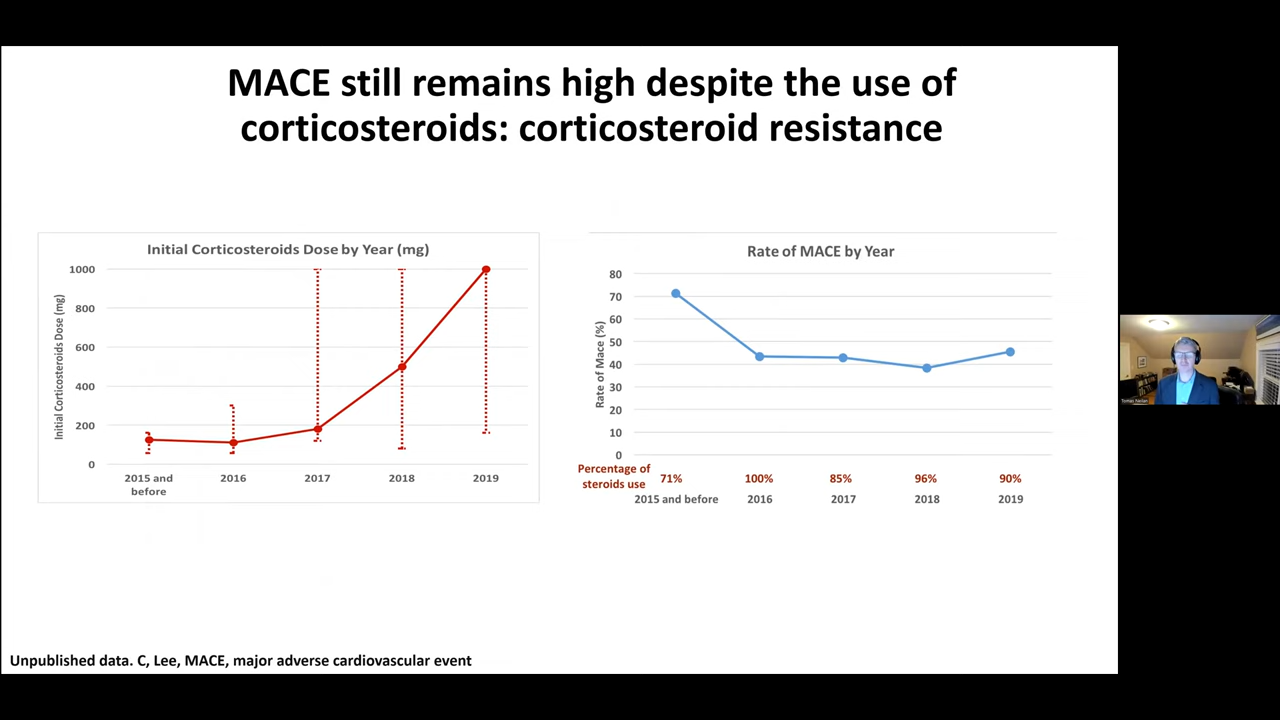 MACE still remains high despite the use of
corticosteroids: corticosteroid resistance
Initial Corticosteroids Dose by Year (mg)
Initial Corticosteroids Dose (mg)
1000
800
600
400
200
0
2015 and
before
2016
2017
2018
2019
Rate of MACE by Year
Rate of Mace (%)
80
70
60
50
40
30
20
10
0
Percentage of
steroids use
71%
100%
85%
96%
90%
2015 and before
2016
2017
2018
2019
Unpublished data. C, Lee, MACE, major adverse cardiovascular event